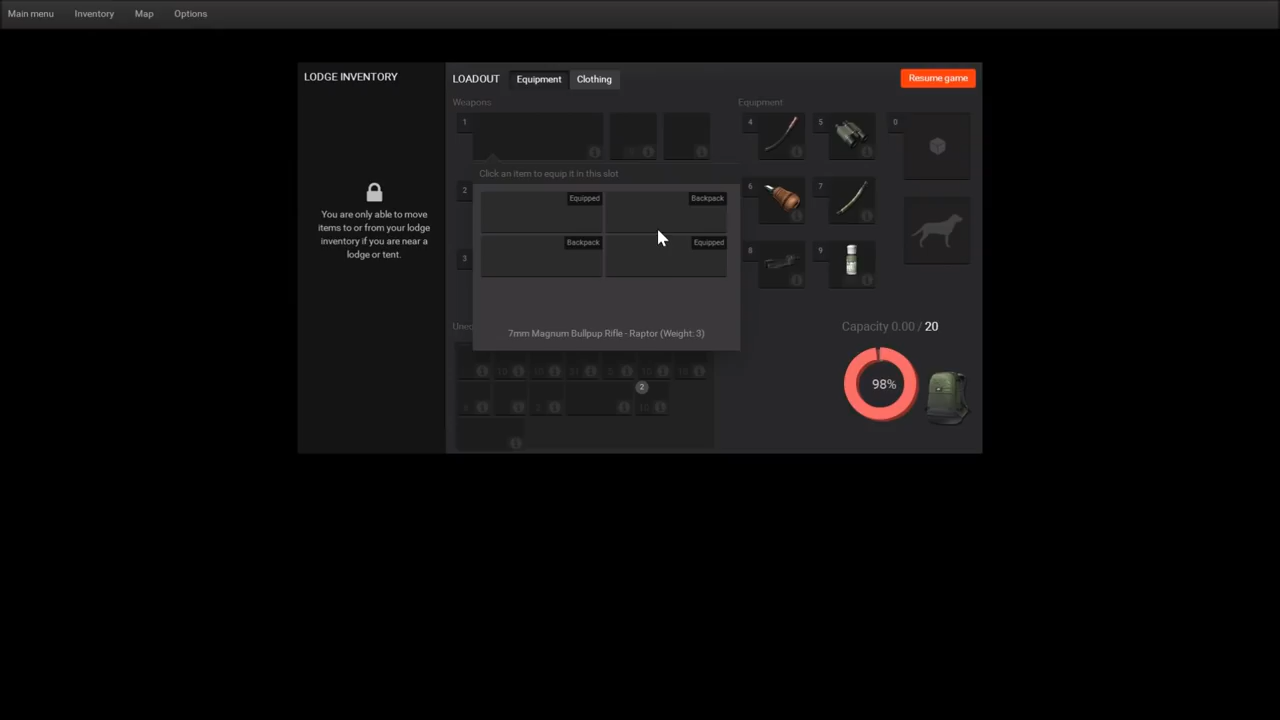 Main menu Inventory Map Options
LODGE INVENTORY
You are only able to move
items to or from your lodge
inventory if you are near a
lodge or tent.
LOADOUT Equipment Clothing Resume game
Weapons
1
2
3
Click an item to equip it in this slot
Equipped Backpack
Backpack Equipped
7mm Magnum Bullpup Rifle - Raptor (Weight: 3)
2
Equipment
4 5 0
6 7
8 9
Capacity 0.00 / 20
98%